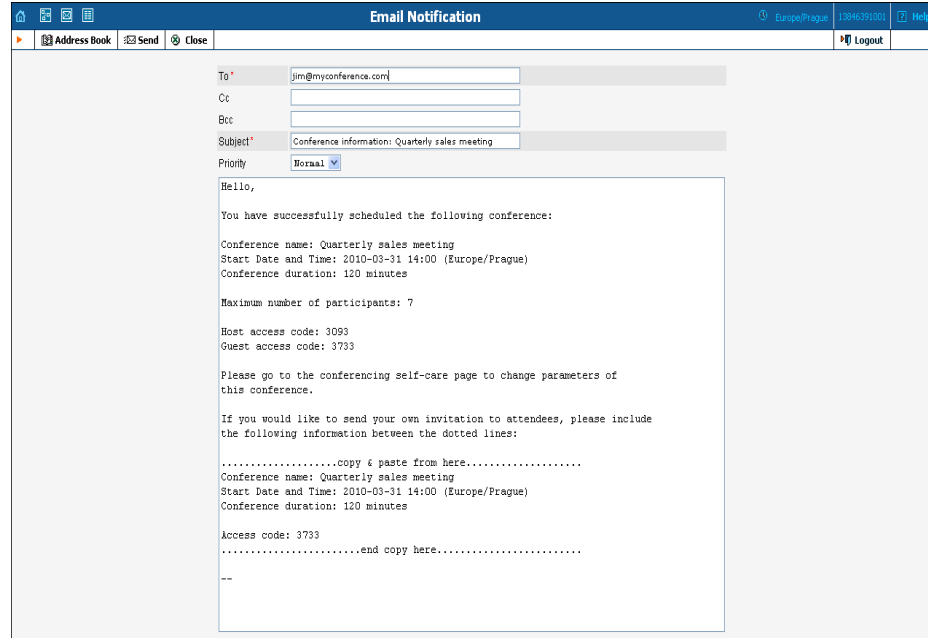 Email Notification
Europe/Prague 13846391001 ? Help
Address Book Send Close Logout
To * jim@myconference.com
Cc
Bcc
Subject * Conference information: Quarterly sales meeting
Priority Normal
Hello,
You have successfully scheduled the following conference:
Conference name: Quarterly sales meeting
Start Date and Time: 2010-03-31 14:00 (Europe/Prague)
Conference duration: 120 minutes
Maximum number of participants: 7
Host access code: 3093
Guest access code: 3733
Please go to the conferencing self-care page to change parameters of
this conference.
If you would like to send your own invitation to attendees, please include
the following information between the dotted lines:
....................copy & paste from here....................
Conference name: Quarterly sales meeting
Start Date and Time: 2010-03-31 14:00 (Europe/Prague)
Conference duration: 120 minutes
Access code: 3733
........................end copy here.........................
--